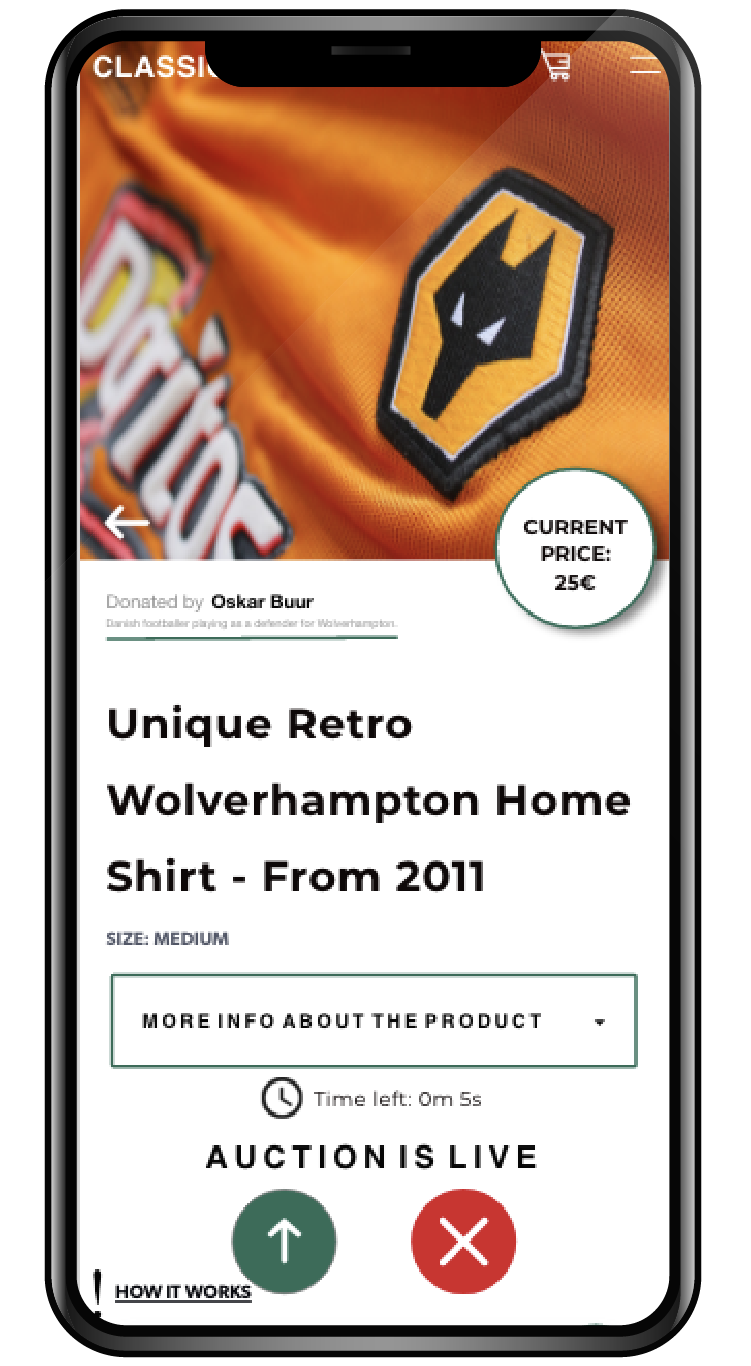 CLASSIC
Doritos
CURRENT
PRICE:
25€
Donated by Oskar Buur
Danish footballer playing as a defender for Wolverhampton.
Unique Retro
Wolverhampton Home
Shirt - From 2011
SIZE: MEDIUM
MORE INFO ABOUT THE PRODUCT
Time left: 0m 5s
AUCTION IS LIVE
! HOW IT WORKS